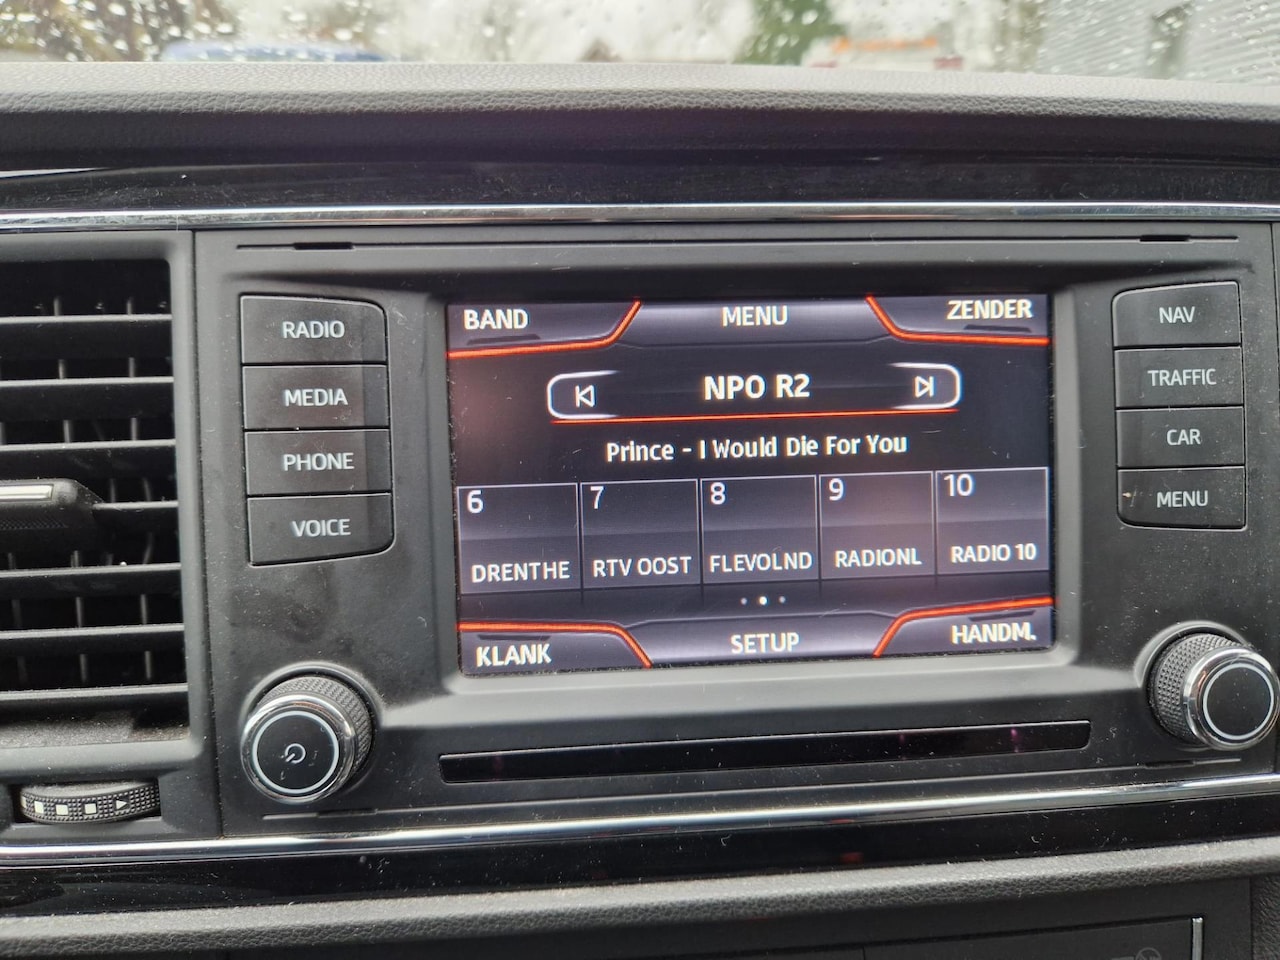 RADIO
MEDIA
PHONE
VOICE
BAND MENU ZENDER
NPO R2
Prince - I Would Die For You
6 7 8 9 10
DRENTHE RTV OOST FLEVOLND RADIONL RADIO 10
KLANK SETUP HANDM.
NAV
TRAFFIC
CAR
MENU